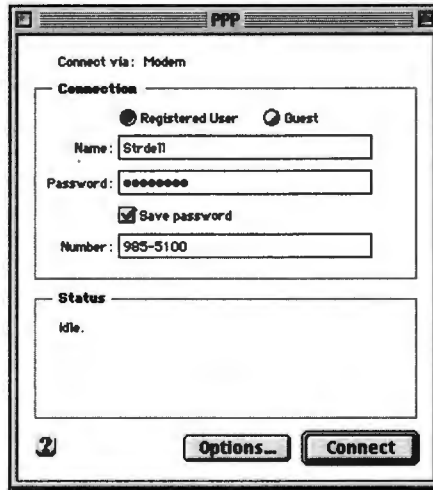 PPP
Connect via: Modem
Connection
Registered User Guest
Name: Strdell
Password: ●●●●●●●●
Save password
Number: 985-5100
Status
Idle.
? Options... Connect